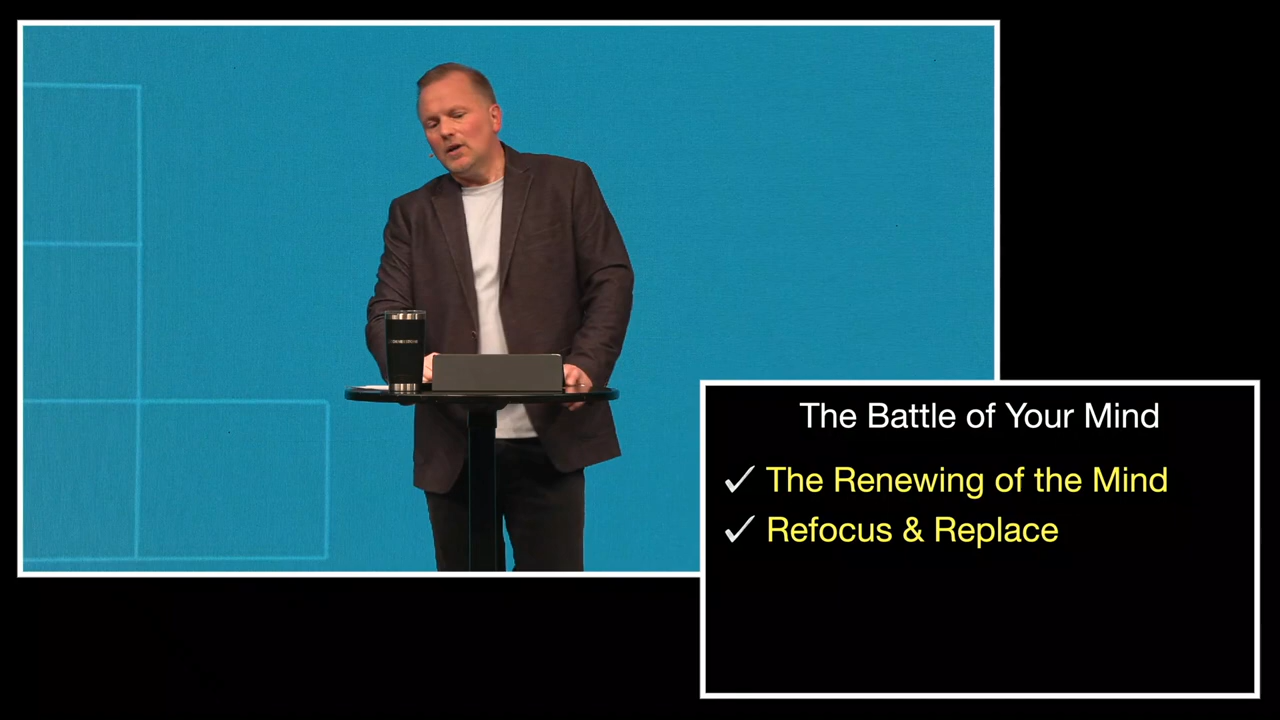 The Battle of Your Mind
✓ The Renewing of the Mind
✓ Refocus & Replace